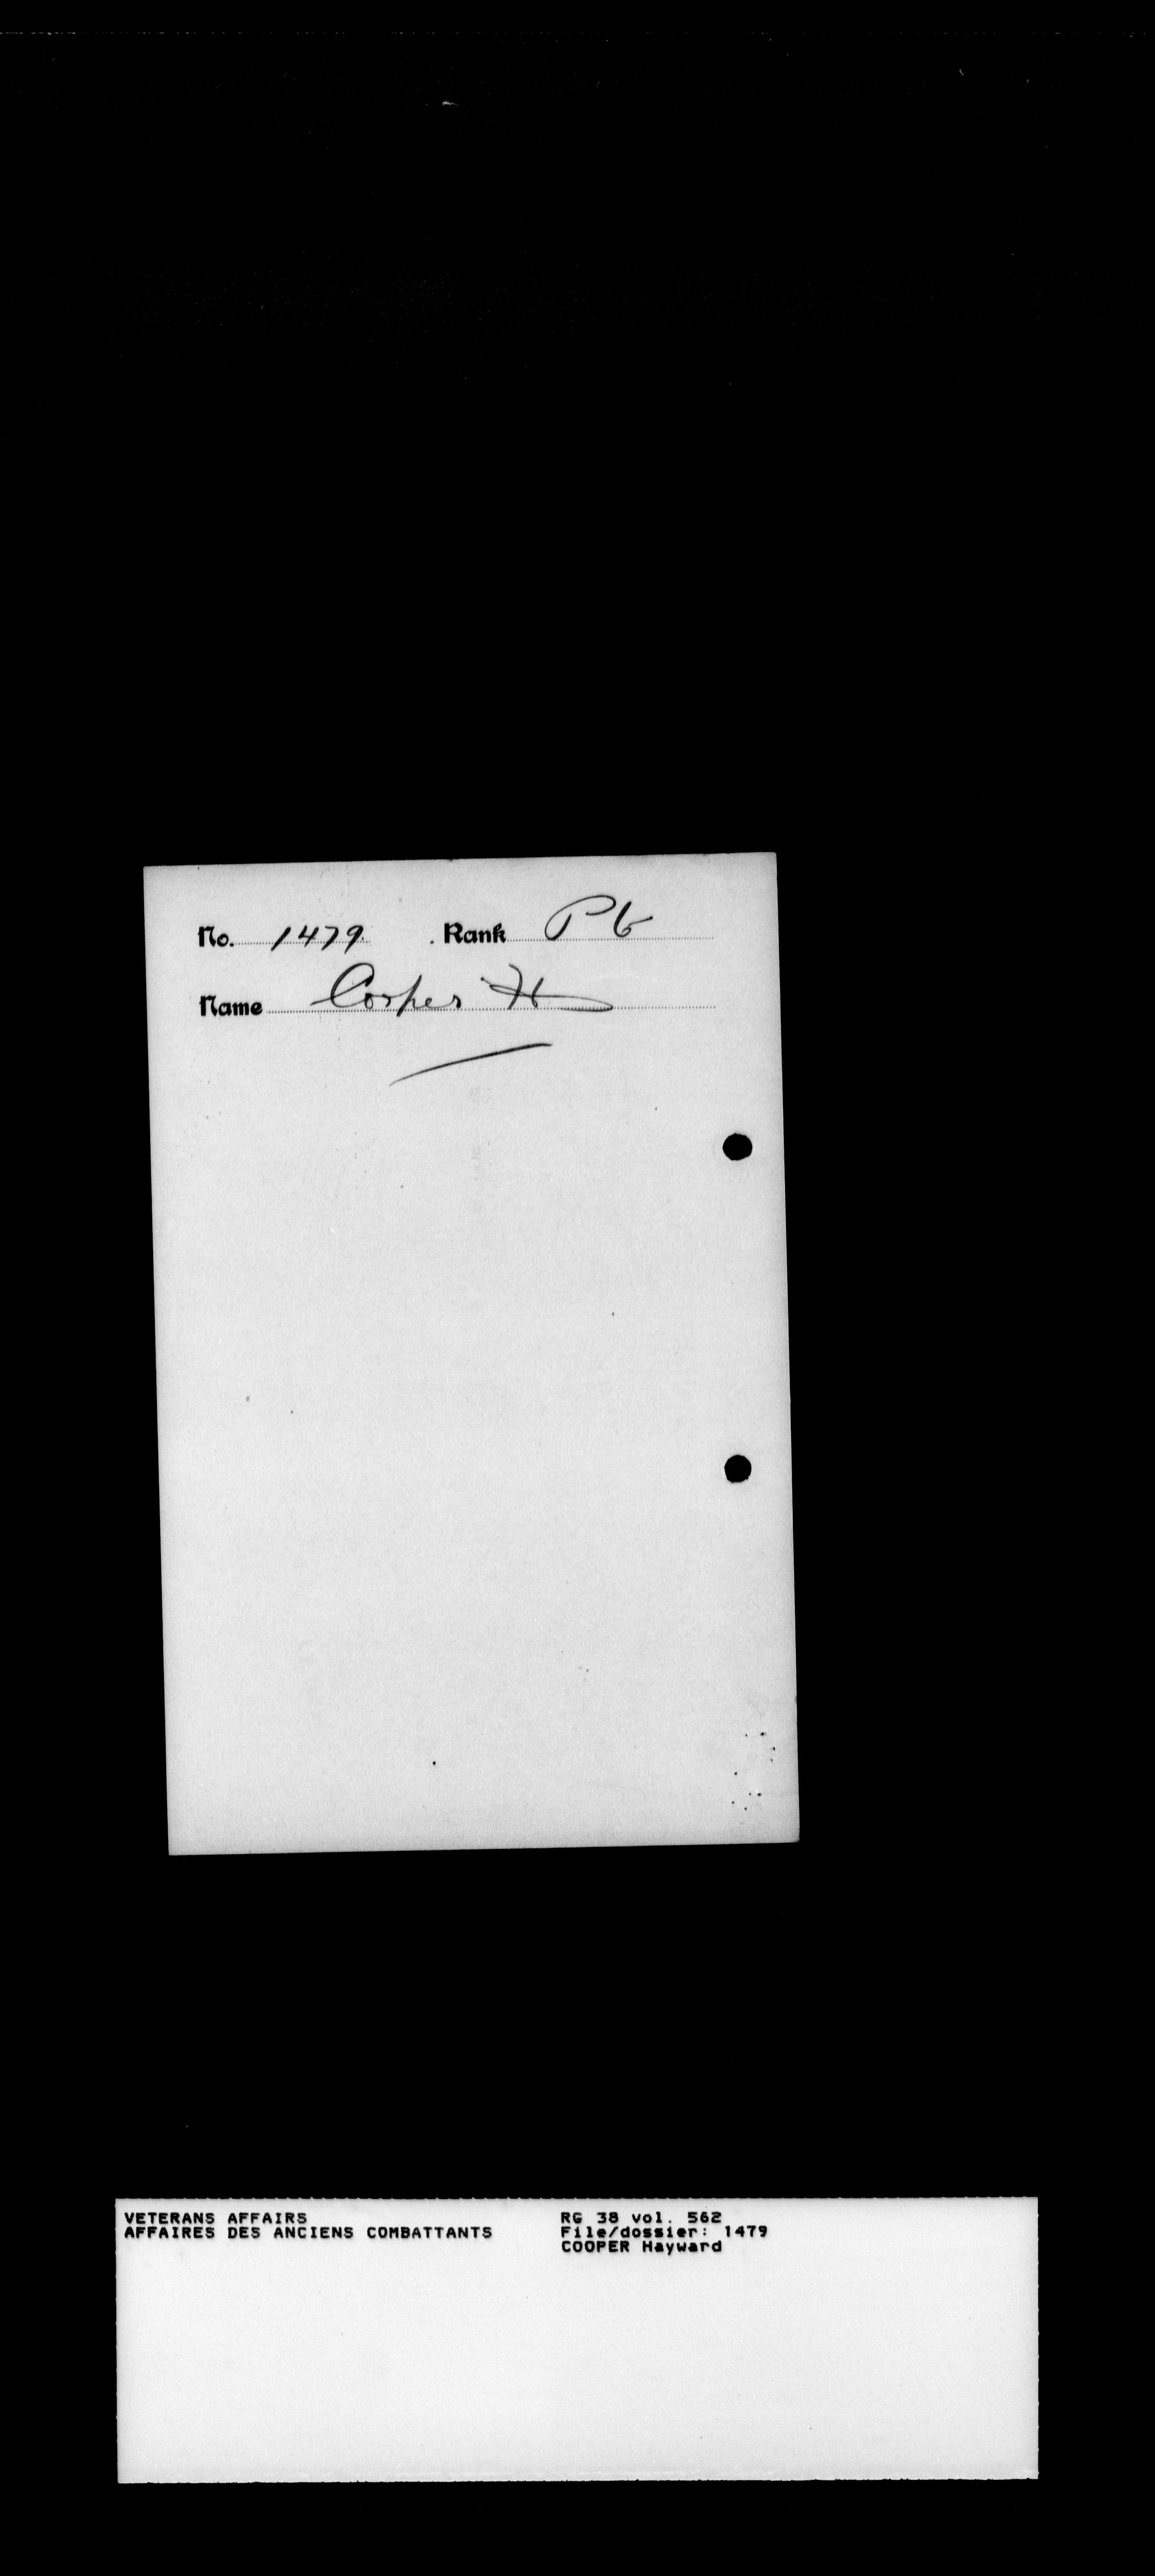 No. 1479. Rank Pte
Name Cooper H
VETERANS AFFAIRS
AFFAIRES DES ANCIENS COMBATTANTS
RG 38 vol. 562
File/dossier: 1479
COOPER Hayward